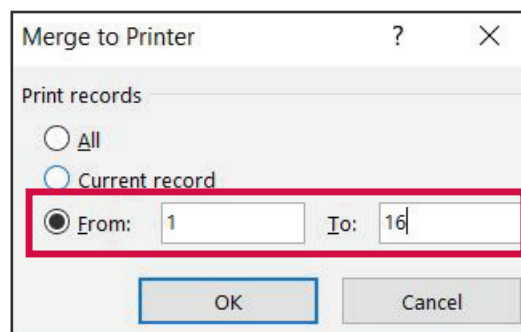 Merge to Printer ?
Print records
All
Current record
From: 1 To: 16
OK Cancel